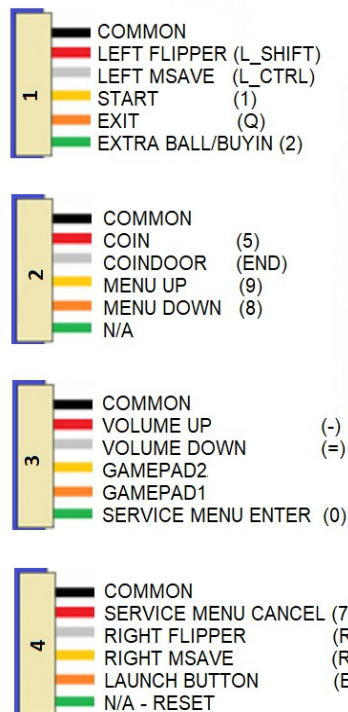 1
COMMON
LEFT FLIPPER (L_SHIFT)
LEFT MSAVE (L_CTRL)
START (1)
EXIT (Q)
EXTRA BALL/BUYIN (2)
2
COMMON
COIN (5)
COINDOOR (END)
MENU UP (9)
MENU DOWN (8)
N/A
3
COMMON
VOLUME UP (-)
VOLUME DOWN (=)
GAMEPAD2
GAMEPAD1
SERVICE MENU ENTER (0)
4
COMMON
SERVICE MENU CANCEL (7
RIGHT FLIPPER (R
RIGHT MSAVE (R
LAUNCH BUTTON (E
N/A - RESET